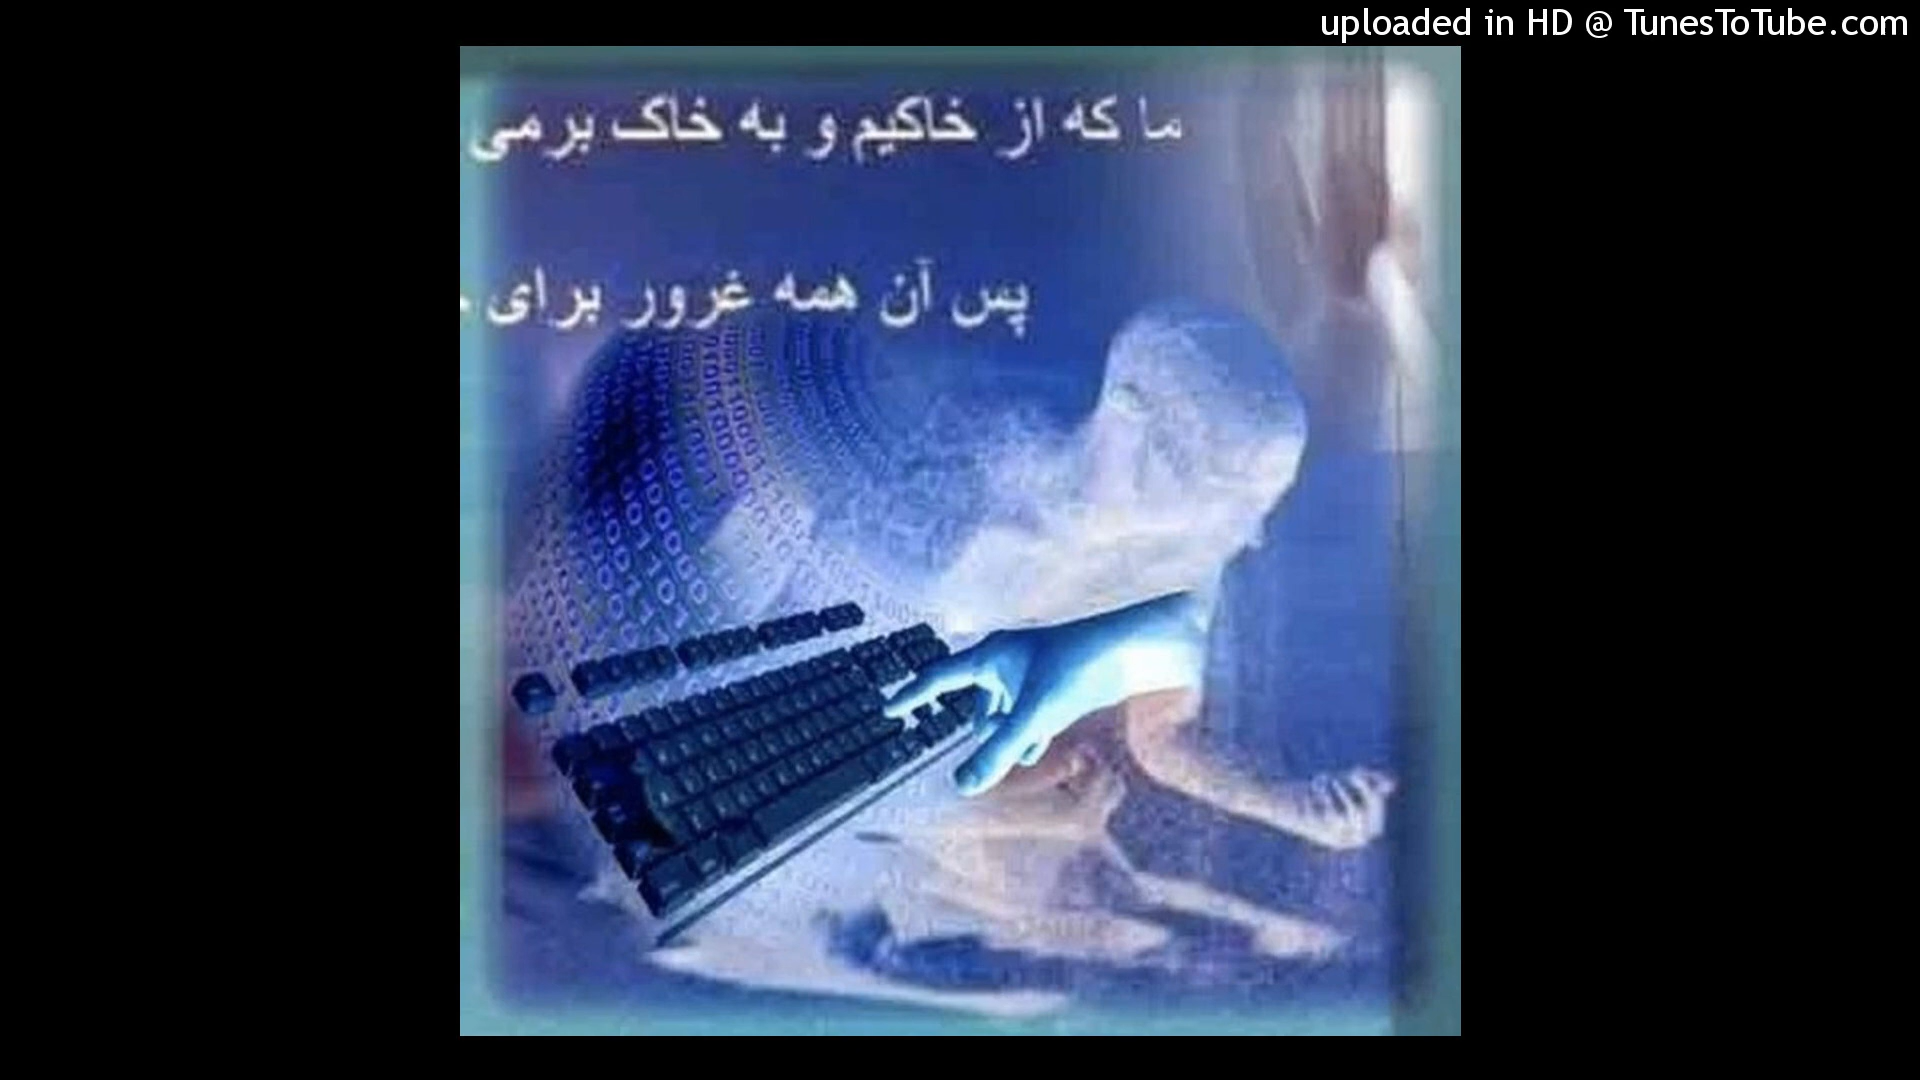 uploaded in HD @ TunesToTube.com
ما که از خاکیم و به خاک برمی
پس آن همه غرور برای